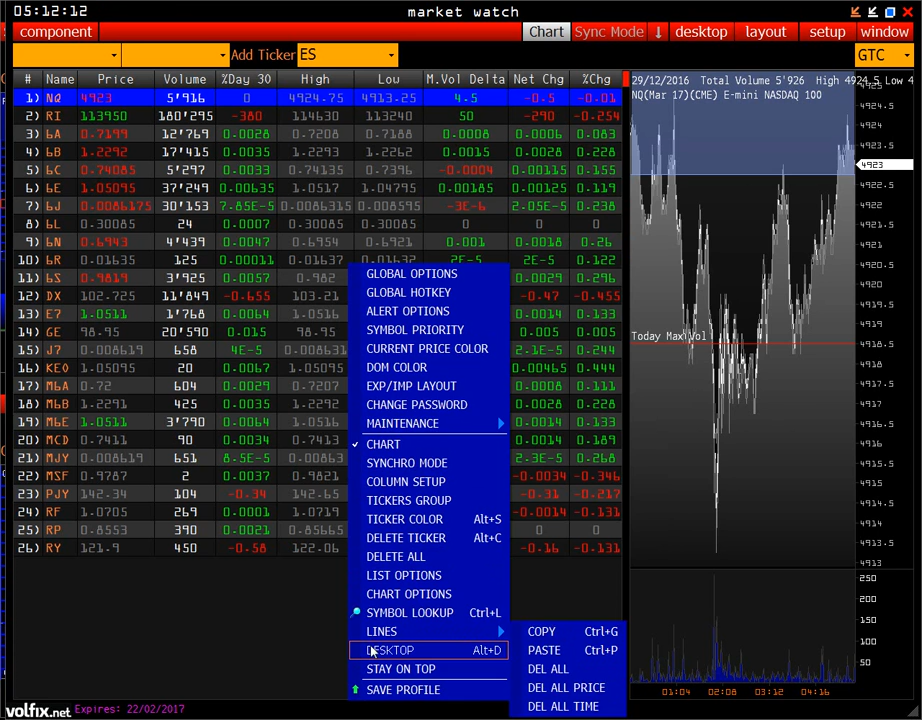 05:12:12 market watch
component Chart Sync Mode ↓ desktop layout setup window
Add Ticker ES GTC
# Name Price Volume %Day 30 High Low M.Vol Delta Net Chg %Chg
1) NQ 4923 5'916 0 4924.75 4913.25 4.5 -0.5 -0.01
2) RI 113950 180'295 -380 114630 113240 50 -290 -0.254
3) 6A 0.7199 12'769 0.0028 0.7208 0.7188 0.0009 0.0006 0.083
4) 6B 1.2292 17'415 0.0035 1.2293 1.2262 0.0015 0.0028 0.228
5) 6C 0.74085 9'256 0.0033 0.74135 0.7396 -0.0004 0.00115 0.155
6) 6E 1.05095 37'249 0.00635 1.0517 1.04795 0.00185 0.00125 0.119
7) 6J 0.0086175 30'153 7.85E-5 0.0086315 0.008595 -3E-6 2.05E-5 0.238
8) 6L 0.30085 24 0.0007 0.30085 0.30085 0 0 0
9) 6N 0.6943 4'439 0.0047 0.6954 0.6921 0.001 0.0018 0.26
10) 6R 0.01635 125 0.00011 0.01637 0.01632 2E-5 2E-5 0.122
11) 6S 0.9819 3'925 0.0057 0.982 0.0029 0.296
12) DX 102.725 11'849 -0.655 103.21 -0.47 -0.455
13) E7 1.0511 1'768 0.0064 1.0516 0.0014 0.133
14) GE 98.95 20'590 0.015 98.95 0.005 0.005
15) J7 0.008619 658 4E-5 0.008631 2.1E-5 0.244
16) KEO 1.05095 20 0.0067 1.05095 0.00465 0.444
17) M6A 0.72 604 0.0029 0.7207 0.0008 0.111
18) M6B 1.2291 425 0.0035 1.2292 0.0028 0.228
19) M6E 1.0511 3'790 0.0064 1.0517 0.0014 0.133
20) MCD 0.7411 90 0.0034 0.7413 0.0014 0.189
21) MJY 0.008619 651 8.5E-5 0.00863 2.3E-5 0.268
22) MSF 0.9787 2 0.0037 0.9821 -0.0034 -0.346
23) PJY 142.34 104 -0.34 142.65 -0.31 -0.217
24) RF 1.0705 269 0.0001 1.0719 -0.0014 -0.131
25) RP 0.8553 390 0.0021 0.85665 0 0
26) RY 121.9 450 -0.58 122.06 -0.16 -0.131
GLOBAL OPTIONS
GLOBAL HOTKEY
ALERT OPTIONS
SYMBOL PRIORITY
CURRENT PRICE COLOR
DOM COLOR
EXP/IMP LAYOUT
CHANGE PASSWORD
MAINTENANCE
CHART
SYNCHRO MODE
COLUMN SETUP
TICKERS GROUP
TICKER COLOR Alt+S
DELETE TICKER Alt+C
DELETE ALL
LIST OPTIONS
CHART OPTIONS
SYMBOL LOOKUP Ctrl+L
LINES
DESKTOP Alt+D
STAY ON TOP
SAVE PROFILE
COPY Ctrl+G
PASTE Ctrl+P
DEL ALL
DEL ALL PRICE
DEL ALL TIME
29/12/2016 Total Volume 5'926 High 4924.5 Low 4
NQ(Mar 17)(CME) E-mini NASDAQ 100
Today Max Vol
4924.5
4924
4923.5
4923
4922.5
4922
4921.5
4921
4920.5
4920
4919.5
4919
4918.5
4918
4917.5
4917
4916.5
4916
4915.5
4915
4914.5
4914
4913.5
4913
250
200
150
100
50
01:04 02:08 03:12 04:16
volfix.net Expires: 22/02/2017